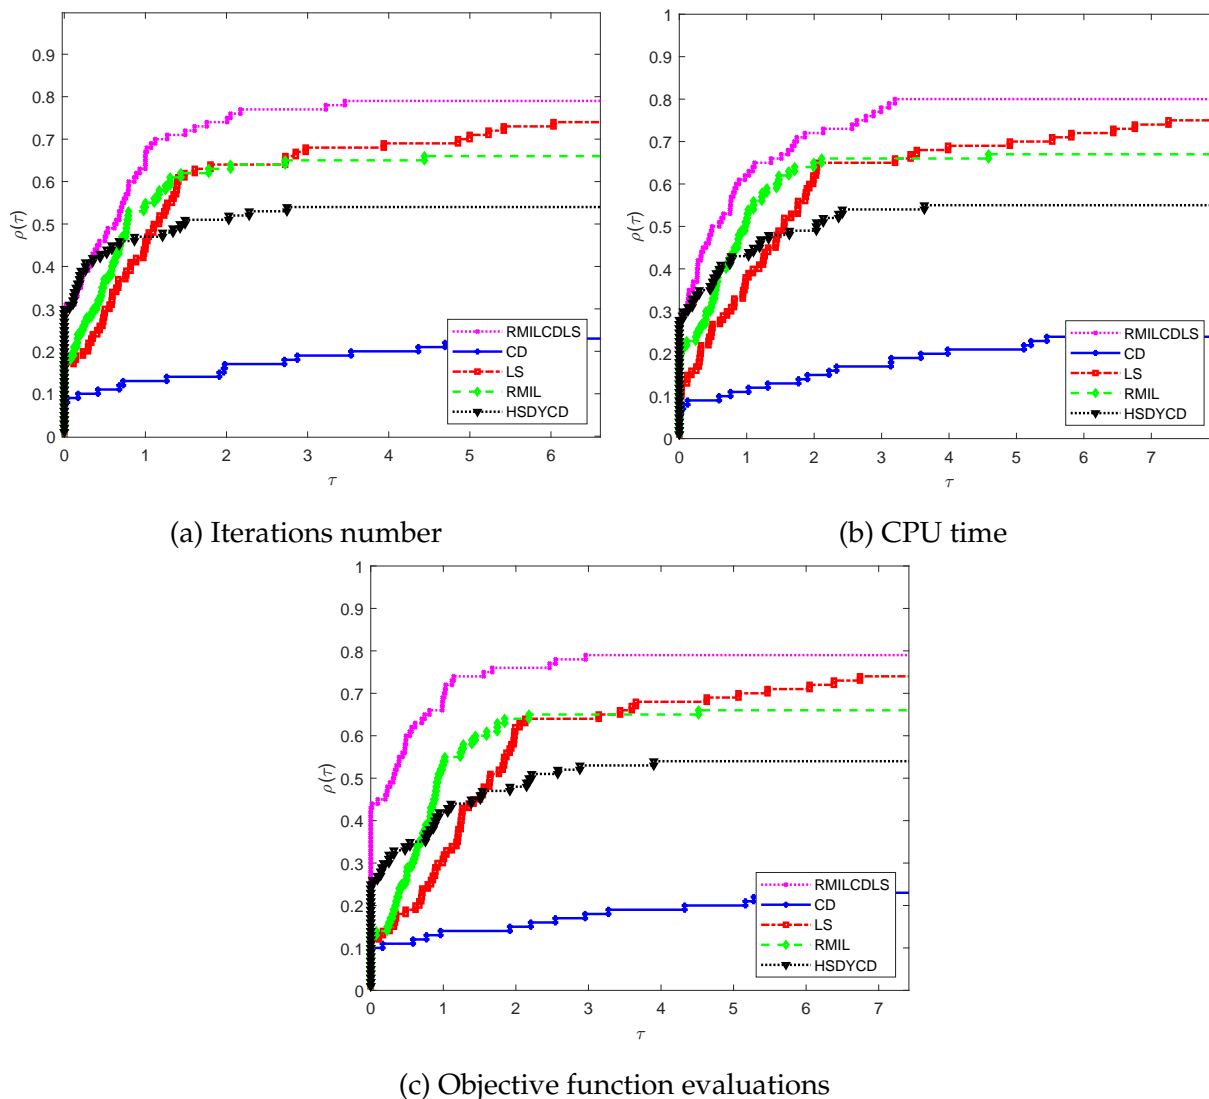 0.9
0.8
0.7
0.6
0.5
0.4
0.3
0.2
0.1
0
ρ(τ)
0 1 2 3 4 5 6
τ
RMILCDLS
CD
LS
RMIL
HSDYCD
(a) Iterations number
1
0.9
0.8
0.7
0.6
0.5
0.4
0.3
0.2
0.1
0
ρ(τ)
0 1 2 3 4 5 6 7
τ
RMILCDLS
CD
LS
RMIL
HSDYCD
(b) CPU time
1
0.9
0.8
0.7
0.6
0.5
0.4
0.3
0.2
0.1
0
ρ(τ)
0 1 2 3 4 5 6 7
τ
RMILCDLS
CD
LS
RMIL
HSDYCD
(c) Objective function evaluations